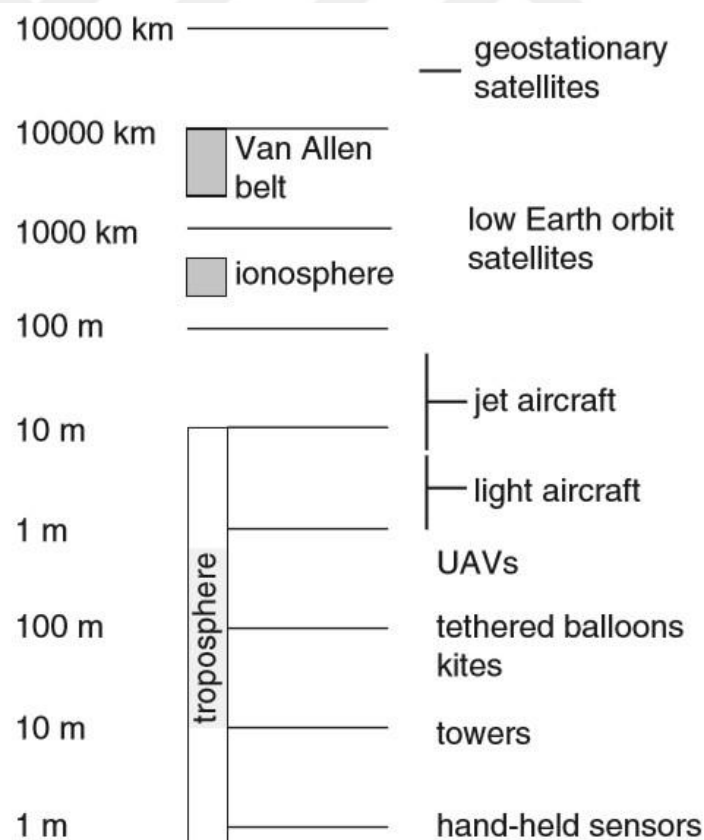 100000 km
geostationary
satellites
10000 km
Van Allen
belt
1000 km
low Earth orbit
satellites
ionosphere
100 m
jet aircraft
10 m
light aircraft
1 m
UAVs
troposphere
100 m
tethered balloons
kites
10 m
towers
1 m
hand-held sensors